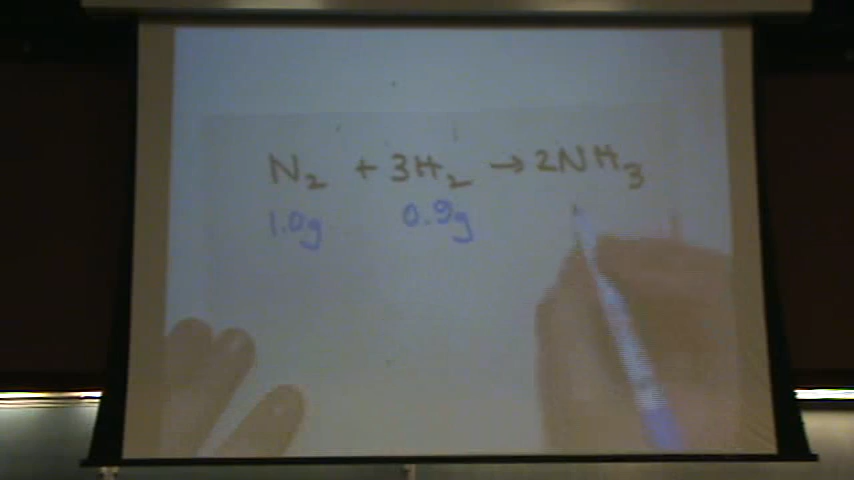 N₂ + 3H₂ → 2NH₃
1.0g 0.9g